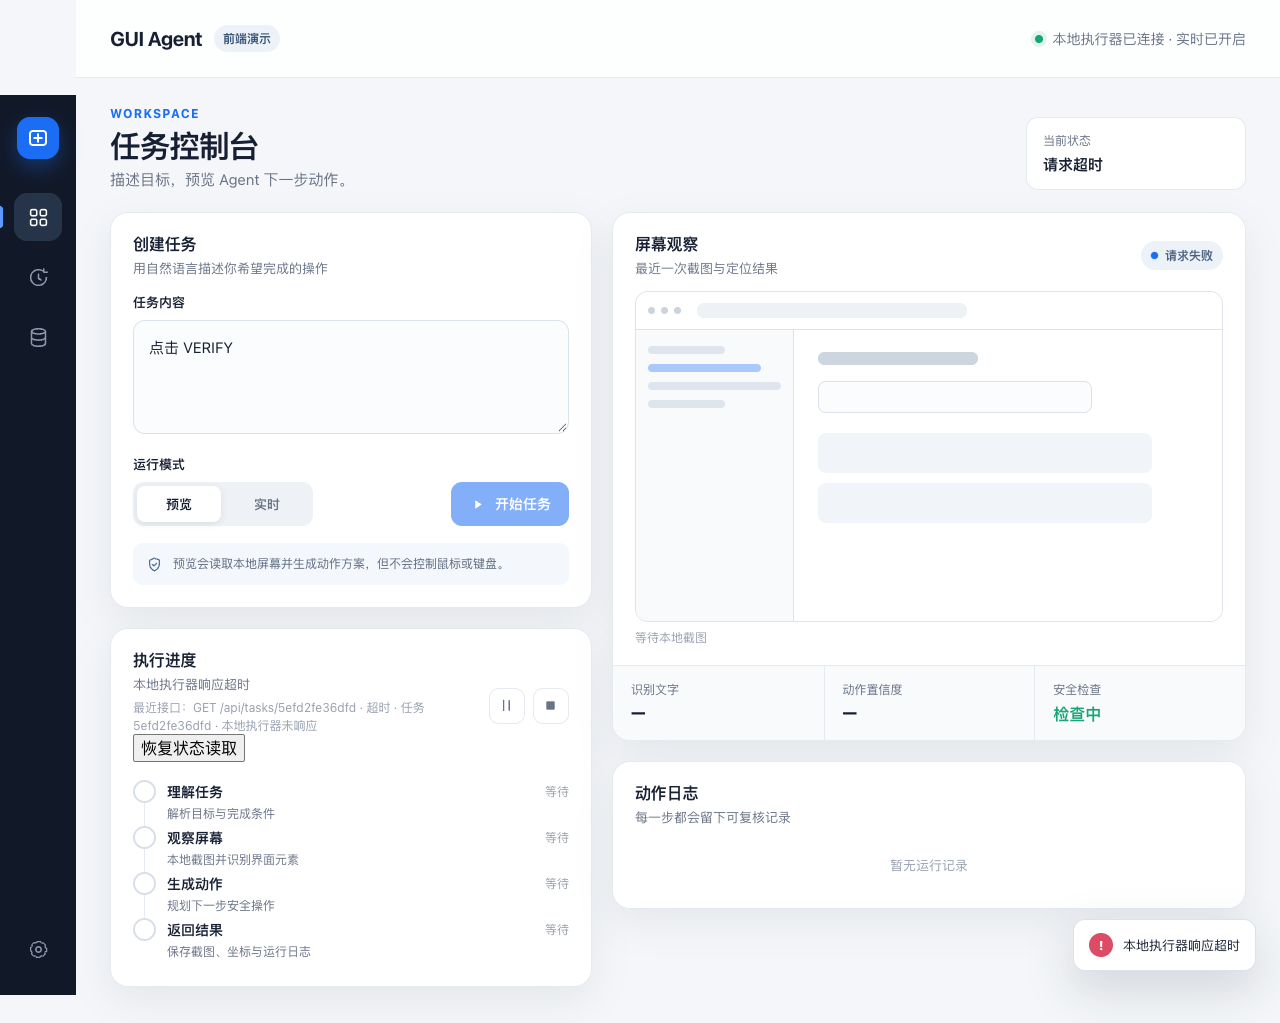 GUI Agent
前端演示
本地执行器已连接 · 实时已开启
WORKSPACE
任务控制台
描述目标，预览 Agent 下一步动作。
当前状态
请求超时
创建任务
用自然语言描述你希望完成的操作
任务内容
点击 VERIFY
运行模式
预览
实时
开始任务
预览会读取本地屏幕并生成动作方案，但不会控制鼠标或键盘。
执行进度
本地执行器响应超时
最近接口：GET /api/tasks/5efd2fe36dfd · 超时 · 任务
5efd2fe36dfd · 本地执行器未响应
恢复状态读取
理解任务
等待
解析目标与完成条件
观察屏幕
等待
本地截图并识别界面元素
生成动作
等待
规划下一步安全操作
返回结果
等待
保存截图、坐标与运行日志
屏幕观察
最近一次截图与定位结果
请求失败
等待本地截图
识别文字
—
动作置信度
—
安全检查
检查中
动作日志
每一步都会留下可复核记录
暂无运行记录
! 本地执行器响应超时